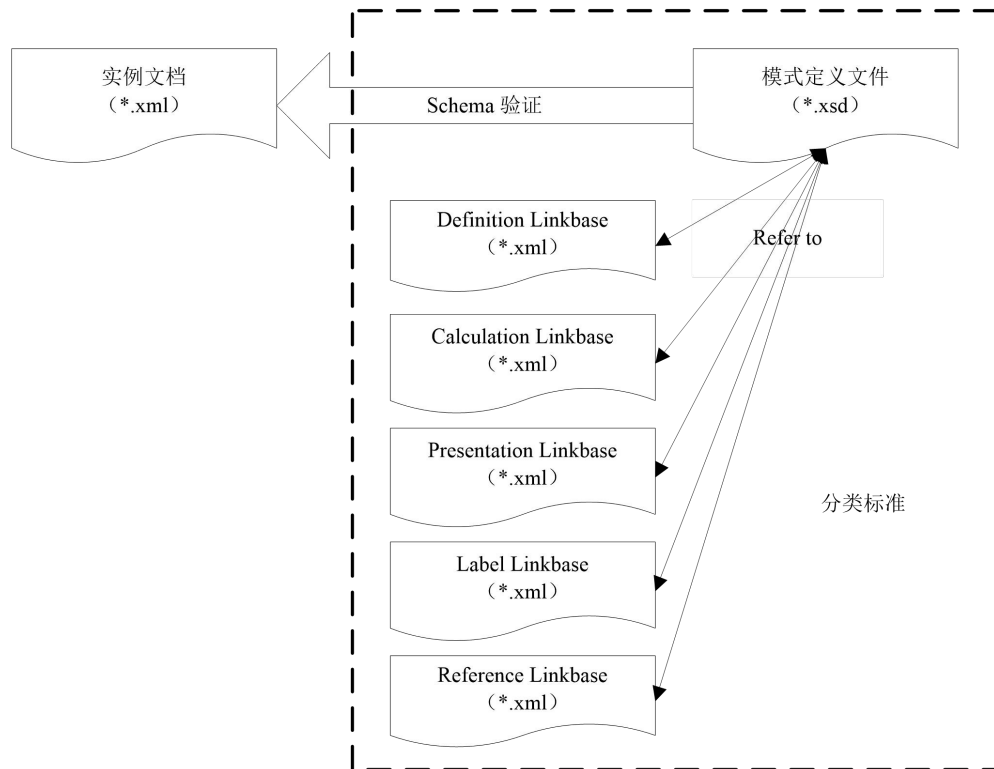 实例文档
（*.xml）
模式定义文件
（*.xsd）
Schema 验证
Definition Linkbase
（*.xml）
Refer to
Calculation Linkbase
（*.xml）
Presentation Linkbase
（*.xml）
分类标准
Label Linkbase
（*.xml）
Reference Linkbase
（*.xml）